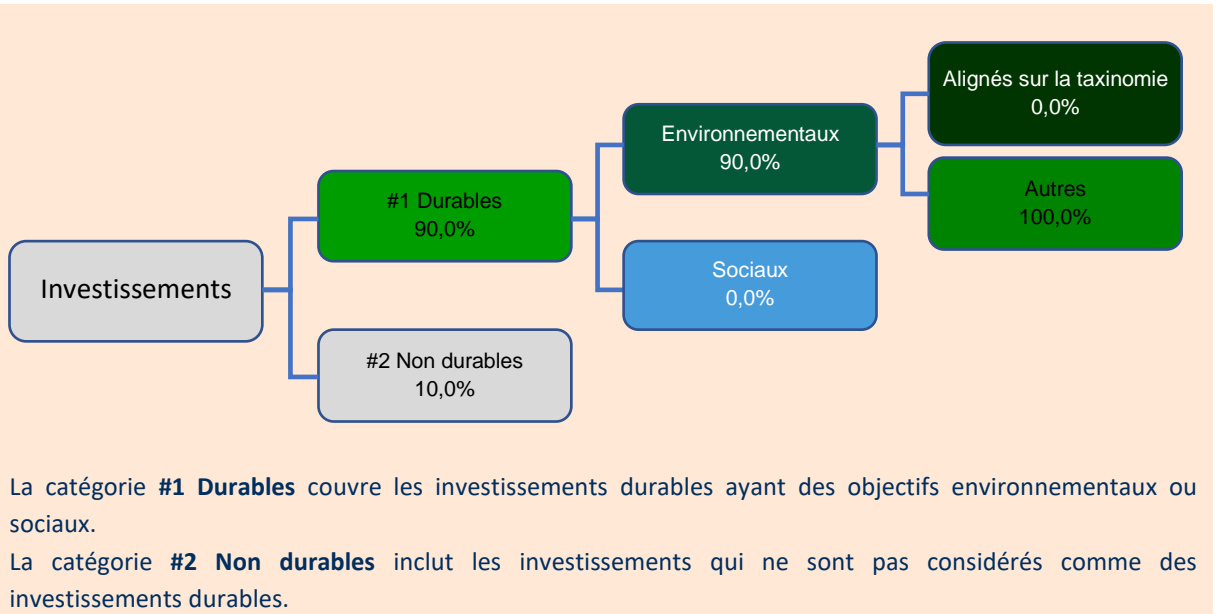 Alignés sur la taxinomie
0,0%
Environnementaux
90,0%
Autres
100,0%
#1 Durables
90,0%
Investissements
Sociaux
0,0%
#2 Non durables
10,0%
La catégorie #1 Durables couvre les investissements durables ayant des objectifs environnementaux ou
sociaux.
La catégorie #2 Non durables inclut les investissements qui ne sont pas considérés comme des
investissements durables.